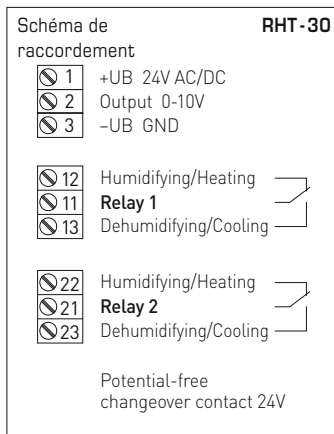 Schéma de raccordement RHT-30
1 +UB 24V AC/DC
2 Output 0-10V
3 –UB GND
12 Humidifying/Heating
11 Relay 1
13 Dehumidifying/Cooling
22 Humidifying/Heating
21 Relay 2
23 Dehumidifying/Cooling
Potential-free
changeover contact 24V